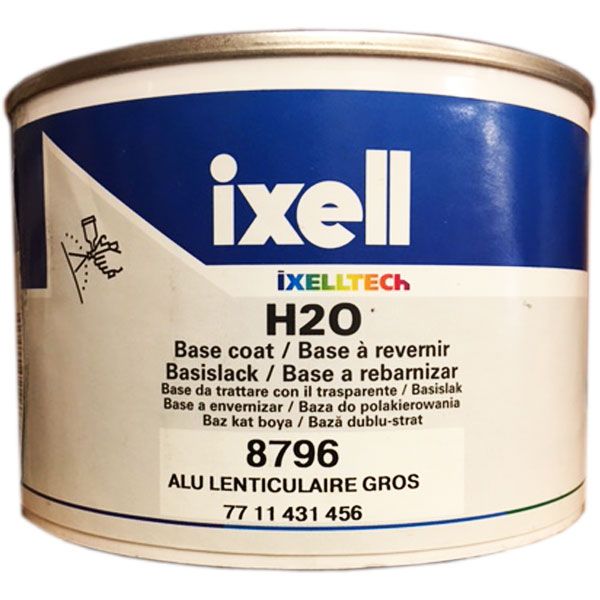 ixell
iXELLTECh
H2O
Base coat / Base à revernir
Basislack / Base a rebarnizar
Base da trattare con il trasparente / Basislak
Base a envernizar / Baza do polakierowania
Baz kat boya / Bază dublu-strat
8796
ALU LENTICULAIRE GROS
77 11 431 456